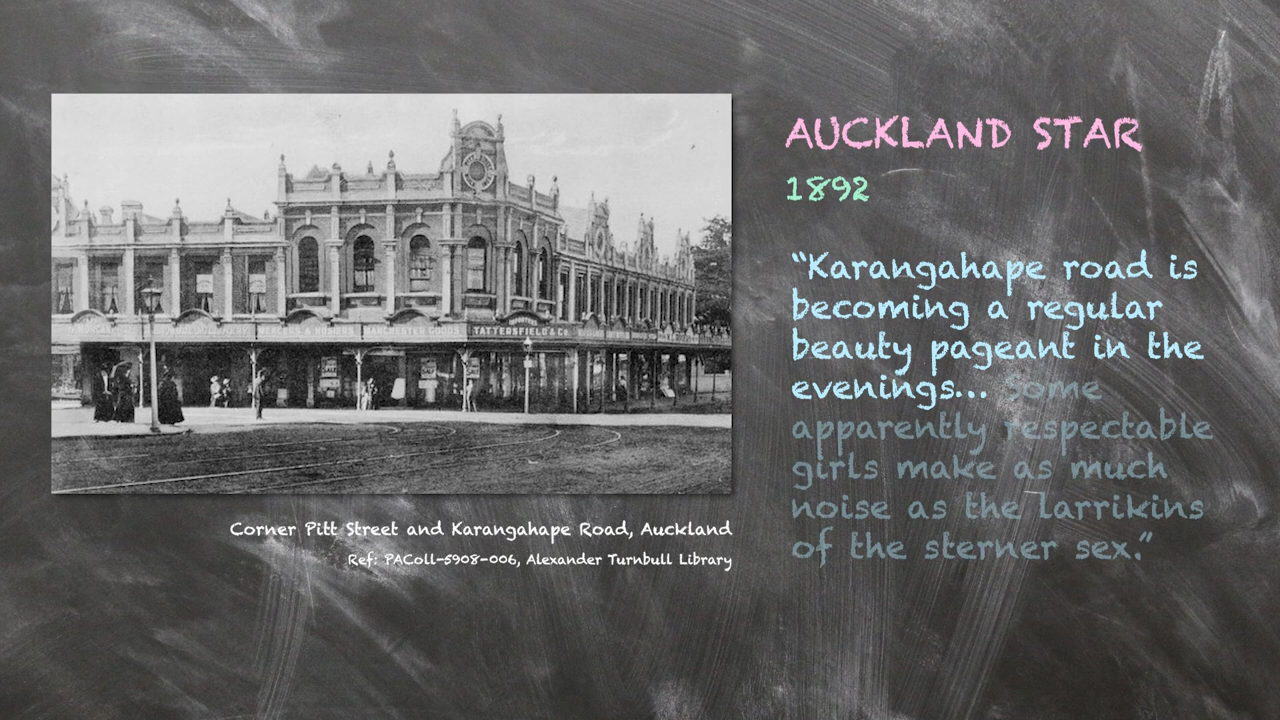 AUCKLAND STAR
1892
“Karangahape road is
becoming a regular
beauty pageant in the
evenings... Some
apparently respectable
girls make as much
noise as the larrikins
of the sterner sex.”
MERCERS & HOSIERS MANCHESTER GOODS TATTERSFIELD & Co
Corner Pitt Street and Karangahape Road, Auckland
Ref: PAColl-5908-006, Alexander Turnbull Library